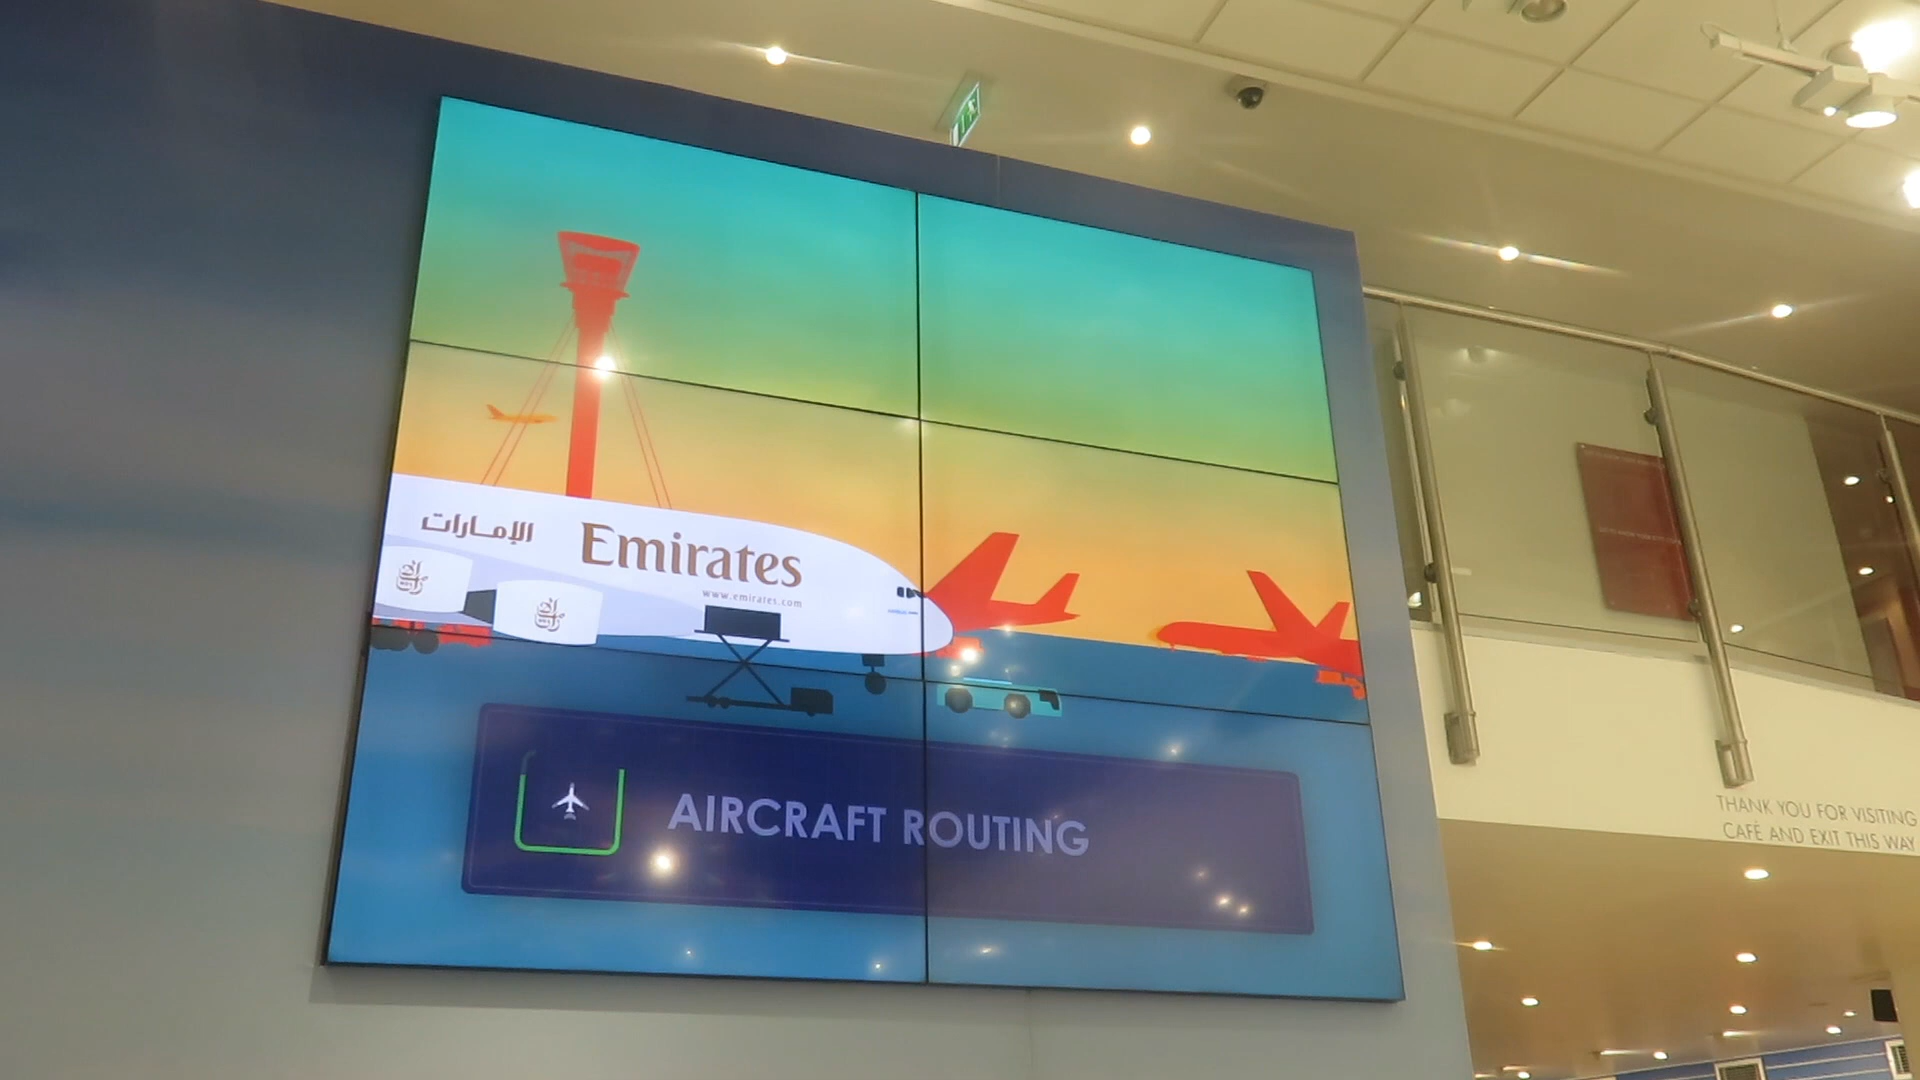 الإمارات Emirates
www.emirates.com
AIRCRAFT ROUTING
THANK YOU FOR VISITING
CAFÉ AND EXIT THIS WAY